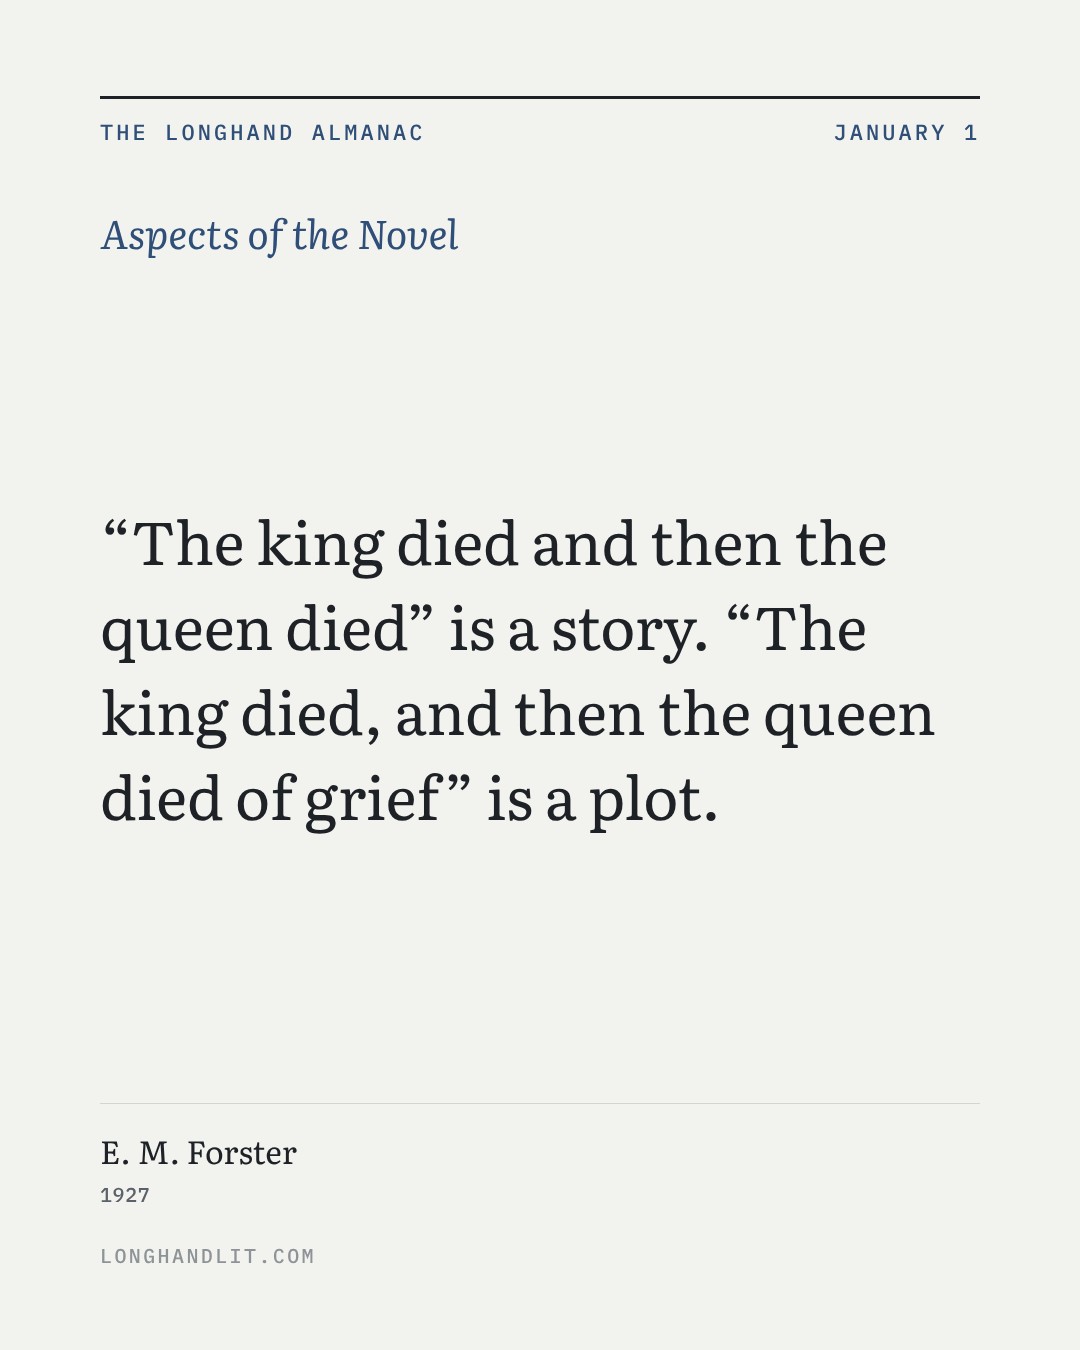 THE LONGHAND ALMANAC JANUARY 1
Aspects of the Novel
“The king died and then the
queen died” is a story. “The
king died, and then the queen
died of grief” is a plot.
E. M. Forster
1927
LONGHANDLIT.COM